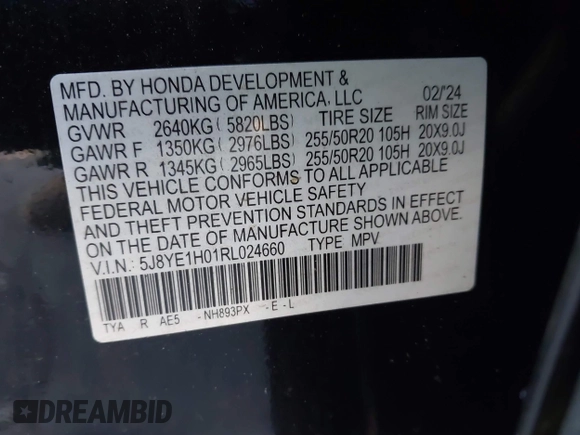 MFD. BY HONDA DEVELOPMENT &
MANUFACTURING OF AMERICA, LLC 02/'24
GVWR 2640KG ( 5820LBS) TIRE SIZE RIM SIZE
GAWR F 1350KG ( 2976LBS) 255/50R20 105H 20X9.0J
GAWR R 1345KG ( 2965LBS) 255/50R20 105H 20X9.0J
THIS VEHICLE CONFORMS TO ALL APPLICABLE
FEDERAL MOTOR VEHICLE SAFETY
AND THEFT PREVENTION STANDARDS IN EFFECT
ON THE DATE OF MANUFACTURE SHOWN ABOVE.
V.I.N.: 5J8YE1H01RL024660 TYPE MPV
TYA R AE5 - NH893PX - E - L
DREAMBID